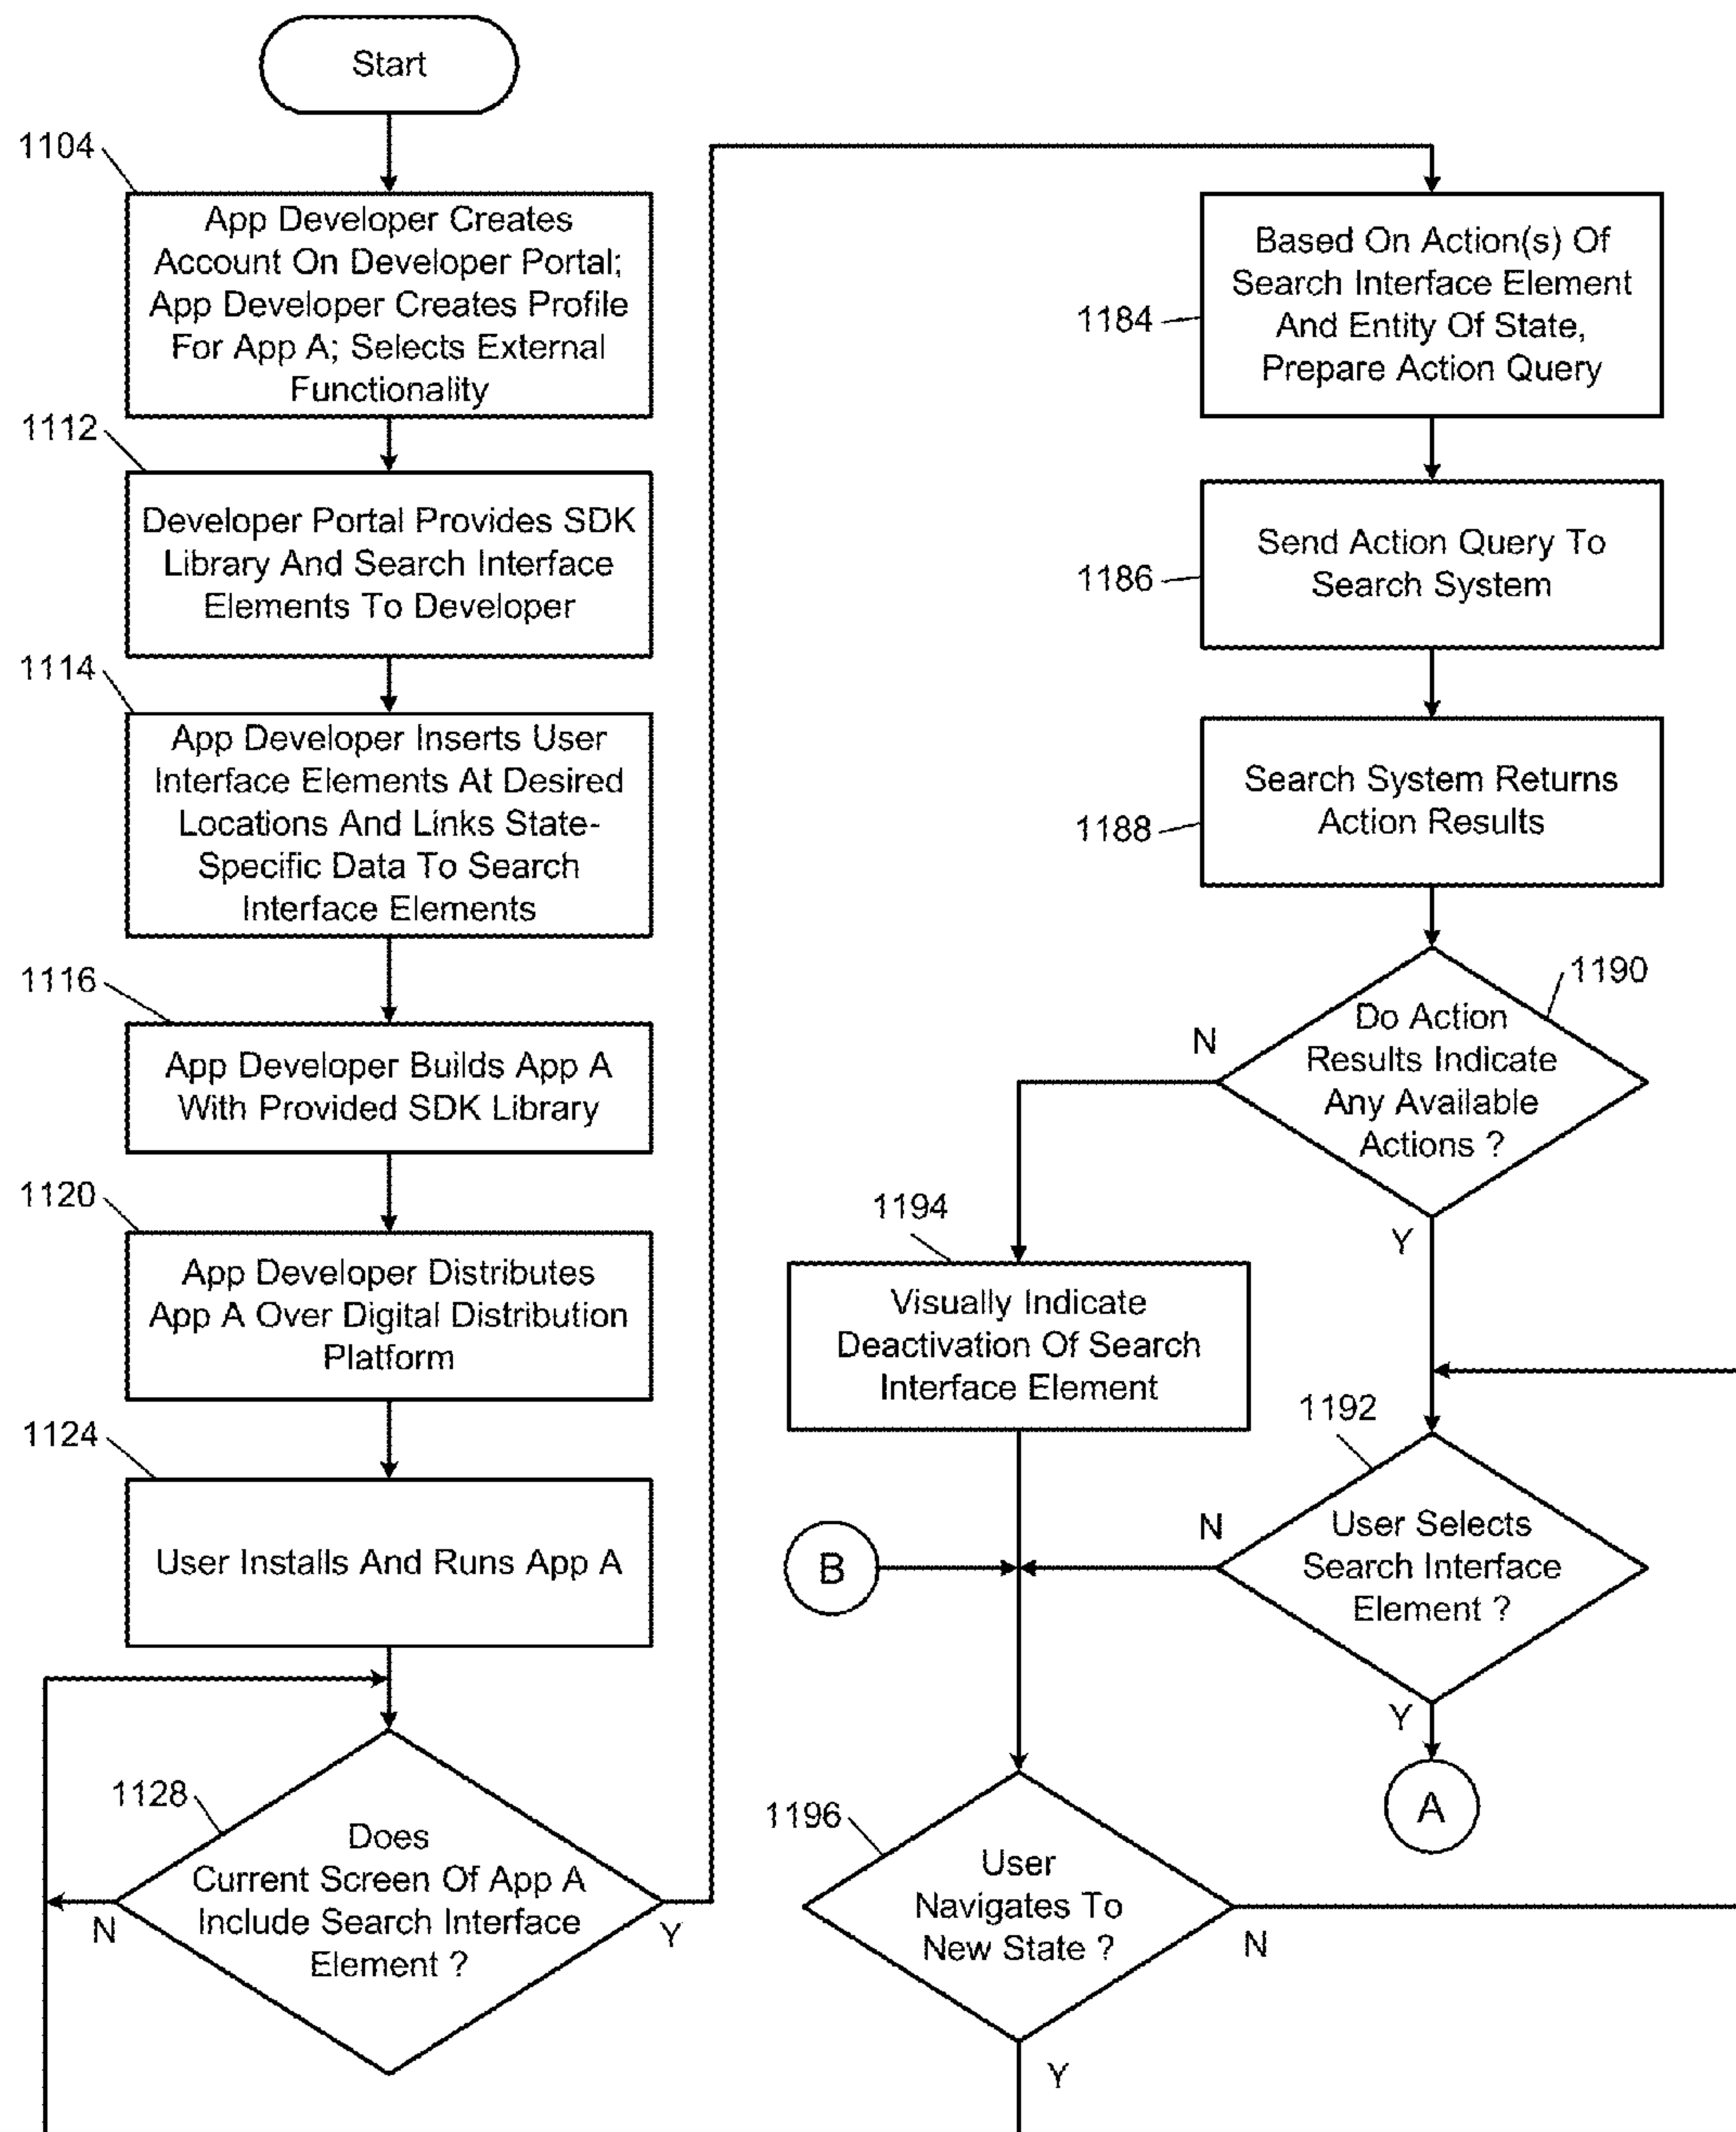 Start
1104
App Developer Creates
Account On Developer Portal;
App Developer Creates Profile
For App A; Selects External
Functionality
1112
Developer Portal Provides SDK
Library And Search Interface
Elements To Developer
1114
App Developer Inserts User
Interface Elements At Desired
Locations And Links State-
Specific Data To Search
Interface Elements
1116
App Developer Builds App A
With Provided SDK Library
1120
App Developer Distributes
App A Over Digital Distribution
Platform
1124
User Installs And Runs App A
1128
Does
Current Screen Of App A
Include Search Interface
Element ?
N
Y
1184
Based On Action(s) Of
Search Interface Element
And Entity Of State,
Prepare Action Query
1186
Send Action Query To
Search System
1188
Search System Returns
Action Results
1190
Do Action
Results Indicate
Any Available
Actions ?
N
Y
1194
Visually Indicate
Deactivation Of Search
Interface Element
1192
User Selects
Search Interface
Element ?
N
Y
B
A
1196
User
Navigates To
New State ?
N
Y